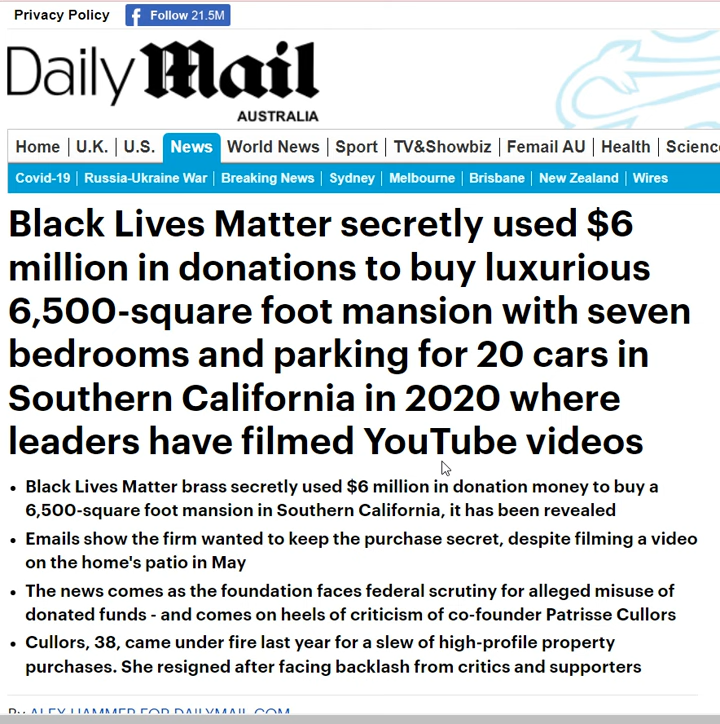 Privacy Policy f Follow 21.5M
Daily Mail
AUSTRALIA
Home | U.K. | U.S. News World News | Sport | TV&Showbiz | Femail AU | Health | Scienc
Covid-19 | Russia-Ukraine War | Breaking News | Sydney | Melbourne | Brisbane | New Zealand | Wires
Black Lives Matter secretly used $6
million in donations to buy luxurious
6,500-square foot mansion with seven
bedrooms and parking for 20 cars in
Southern California in 2020 where
leaders have filmed YouTube videos
• Black Lives Matter brass secretly used $6 million in donation money to buy a
6,500-square foot mansion in Southern California, it has been revealed
• Emails show the firm wanted to keep the purchase secret, despite filming a video
on the home's patio in May
• The news comes as the foundation faces federal scrutiny for alleged misuse of
donated funds - and comes on heels of criticism of co-founder Patrisse Cullors
• Cullors, 38, came under fire last year for a slew of high-profile property
purchases. She resigned after facing backlash from critics and supporters
By ALEX HAMMER FOR DAILYMAIL.COM